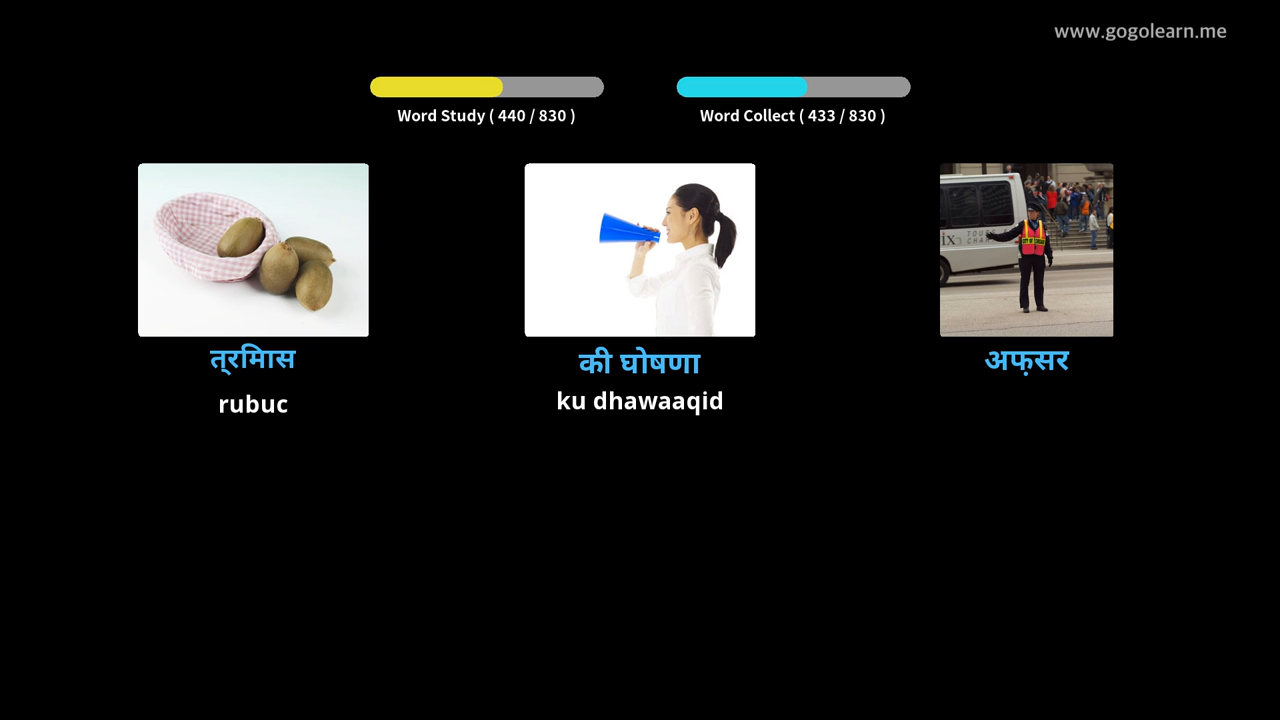 www.gogolearn.me
Word Study ( 440 / 830 )
Word Collect ( 433 / 830 )
त्रमिास
की घोषणा
अफ़सर
rubuc
ku dhawaaqid